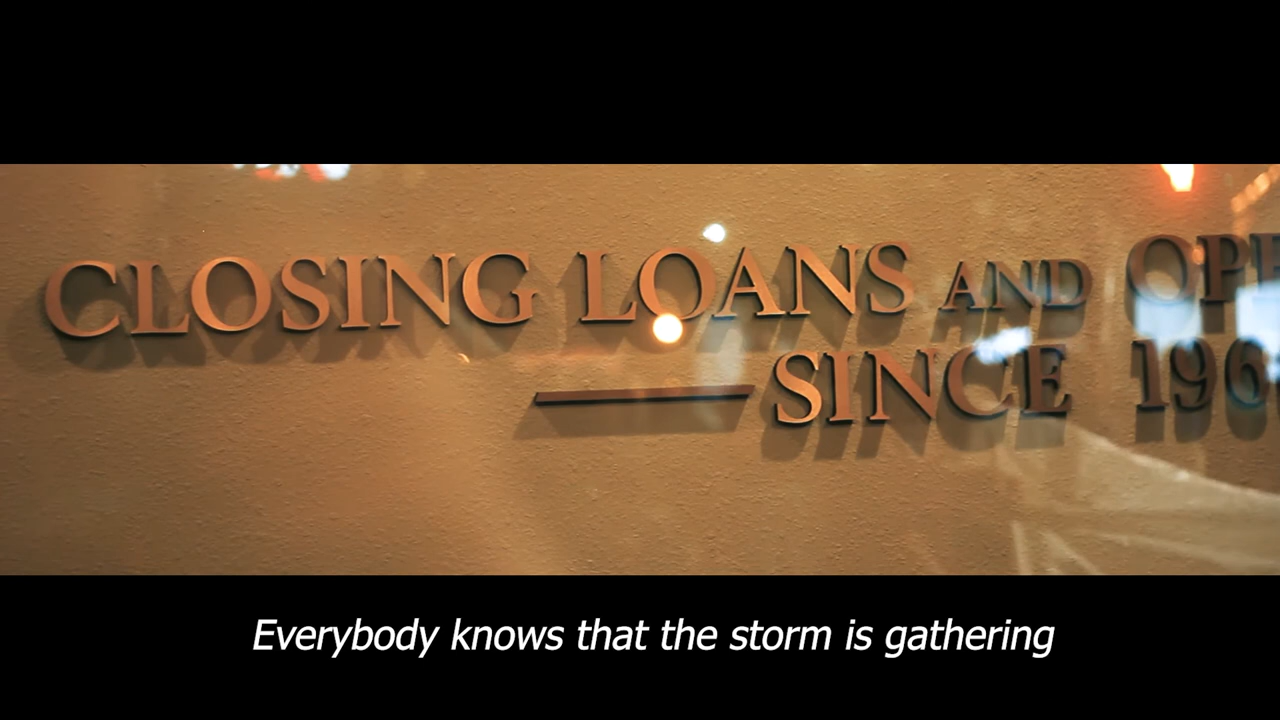 CLOSING LOANS AND
SINCE
Everybody knows that the storm is gathering